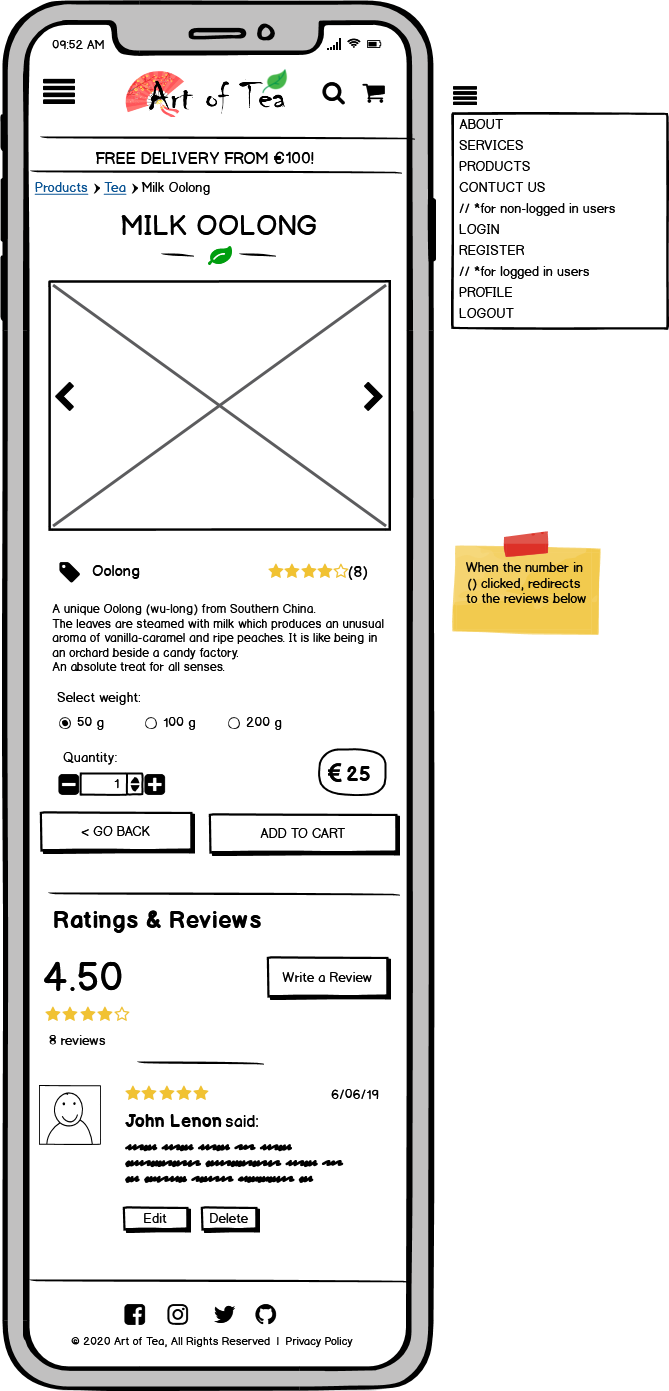 09:52 AM
Art of Tea
FREE DELIVERY FROM €100!
Products Tea Milk Oolong
MILK OOLONG
Oolong (8)
A unique Oolong (wu-long) from Southern China.
The leaves are steamed with milk which produces an unusual
aroma of vanilla-caramel and ripe peaches. It is like being in
an orchard beside a candy factory.
An absolute treat for all senses.
Select weight:
50 g 100 g 200 g
Quantity:
1
€ 25
< GO BACK ADD TO CART
Ratings & Reviews
4.50
Write a Review
8 reviews
6/06/19
John Lenon said:
Edit Delete
© 2020 Art of Tea, All Rights Reserved | Privacy Policy
ABOUT
SERVICES
PRODUCTS
CONTUCT US
// *for non-logged in users
LOGIN
REGISTER
// *for logged in users
PROFILE
LOGOUT
When the number in
() clicked, redirects
to the reviews below